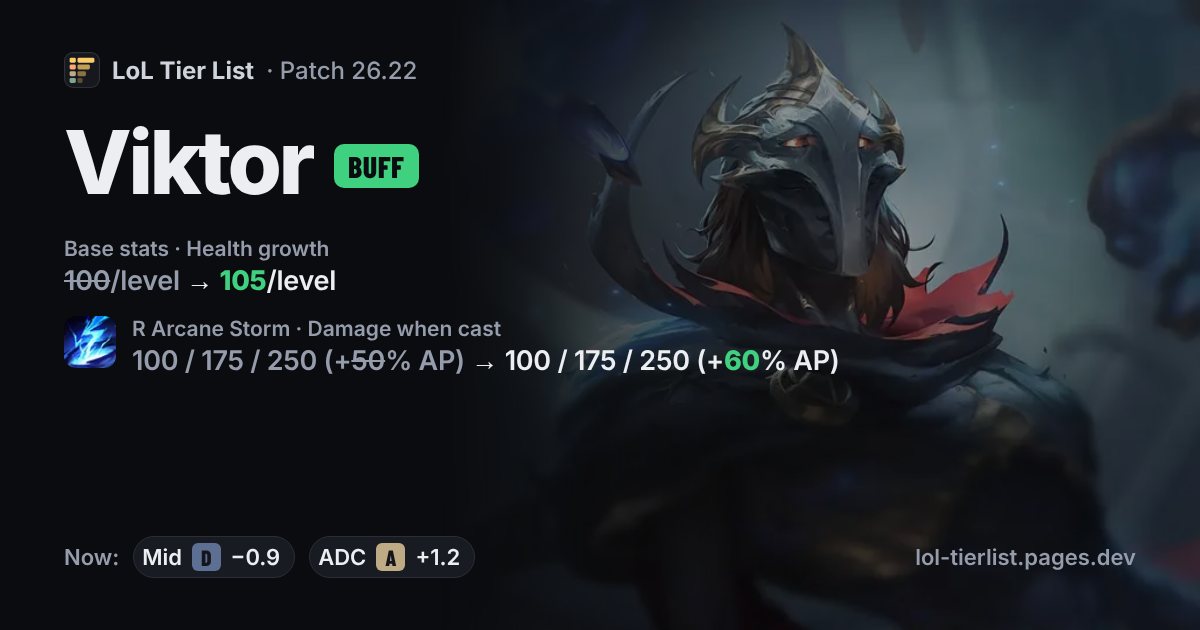 LoL Tier List · Patch 26.22
Viktor BUFF
Base stats · Health growth
100/level → 105/level
R Arcane Storm · Damage when cast
100 / 175 / 250 (+50% AP) → 100 / 175 / 250 (+60% AP)
Now: Mid D −0.9 ADC A +1.2
lol-tierlist.pages.dev